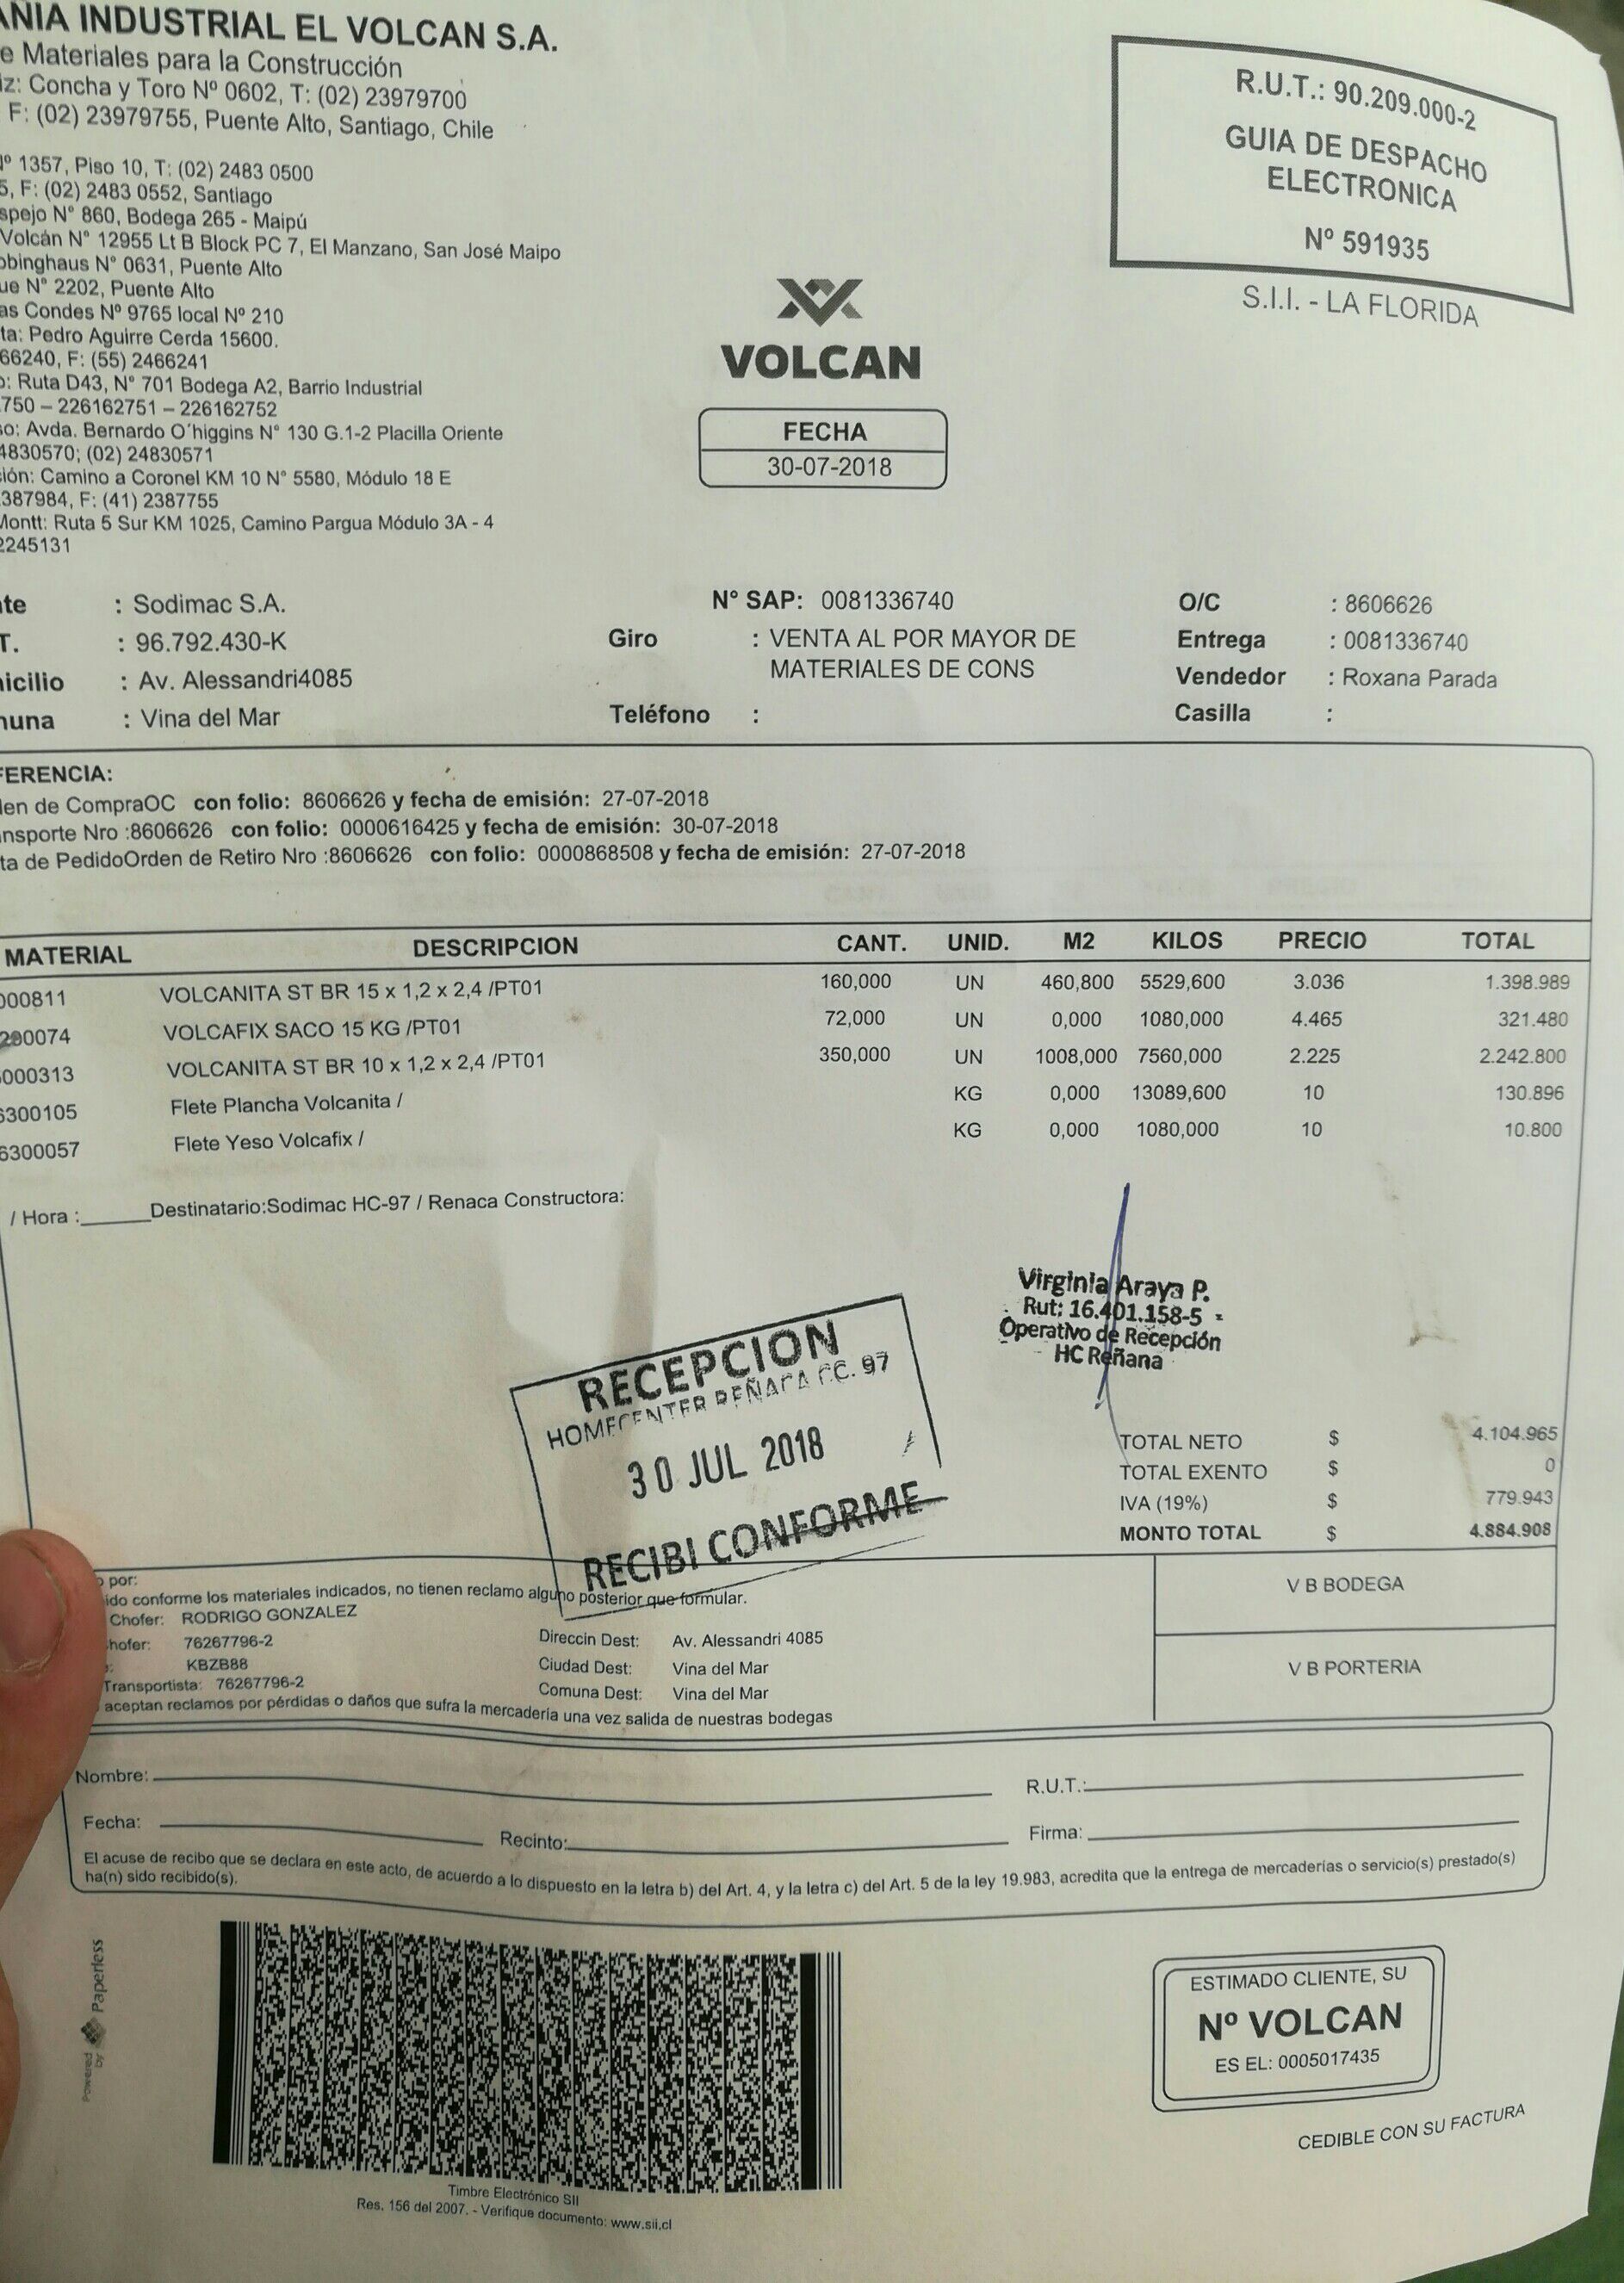 ANIA INDUSTRIAL EL VOLCAN S.A.
e Materiales para la Construcción
iz: Concha y Toro Nº 0602, T: (02) 23979700
F: (02) 23979755, Puente Alto, Santiago, Chile
Nº 1357, Piso 10, T: (02) 2483 0500
5, F: (02) 2483 0552, Santiago
spejo N° 860, Bodega 265 - Maipú
Volcán N° 12955 Lt B Block PC 7, El Manzano, San José Maipo
obinghaus N° 0631, Puente Alto
ue N° 2202, Puente Alto
as Condes Nº 9765 local Nº 210
ta: Pedro Aguirre Cerda 15600.
66240, F: (55) 2466241
o: Ruta D43, N° 701 Bodega A2, Barrio Industrial
750 – 226162751 – 226162752
so: Avda. Bernardo O´higgins N° 130 G.1-2 Placilla Oriente
4830570; (02) 24830571
ión: Camino a Coronel KM 10 N° 5580, Módulo 18 E
387984, F: (41) 2387755
Montt: Ruta 5 Sur KM 1025, Camino Pargua Módulo 3A - 4
2245131
R.U.T.: 90.209.000-2
GUIA DE DESPACHO
ELECTRONICA
Nº 591935
S.I.I. - LA FLORIDA
VOLCAN
FECHA
30-07-2018
te : Sodimac S.A. N° SAP: 0081336740 O/C : 8606626
T. : 96.792.430-K Giro : VENTA AL POR MAYOR DE MATERIALES DE CONS Entrega : 0081336740
icilio : Av. Alessandri4085 Vendedor : Roxana Parada
nuna : Vina del Mar Teléfono : Casilla :
FERENCIA:
en de CompraOC con folio: 8606626 y fecha de emisión: 27-07-2018
ansporte Nro :8606626 con folio: 0000616425 y fecha de emisión: 30-07-2018
ta de PedidoOrden de Retiro Nro :8606626 con folio: 0000868508 y fecha de emisión: 27-07-2018
MATERIAL DESCRIPCION CANT. UNID. M2 KILOS PRECIO TOTAL
000811 VOLCANITA ST BR 15 x 1,2 x 2,4 /PT01 160,000 UN 460,800 5529,600 3.036 1.398.989
200074 VOLCAFIX SACO 15 KG /PT01 72,000 UN 0,000 1080,000 4.465 321.480
000313 VOLCANITA ST BR 10 x 1,2 x 2,4 /PT01 350,000 UN 1008,000 7560,000 2.225 2.242.800
6300105 Flete Plancha Volcanita / KG 0,000 13089,600 10 130.896
6300057 Flete Yeso Volcafix / KG 0,000 1080,000 10 10.800
/ Hora :______Destinatario:Sodimac HC-97 / Renaca Constructora:
Virginia Araya P.
Rut: 16.401.158-5
Operativo de Recepción
HC Reñana
RECEPCION
HOMECENTER REÑACA CC. 97
30 JUL 2018
RECIBI CONFORME
TOTAL NETO $ 4.104.965
TOTAL EXENTO $ 0
IVA (19%) $ 779.943
MONTO TOTAL $ 4.884.908
o por:
ido conforme los materiales indicados, no tienen reclamo alguno posterior que formular.
Chofer: RODRIGO GONZALEZ
hofer: 76267796-2 Direccin Dest: Av. Alessandri 4085
: KBZB88 Ciudad Dest: Vina del Mar
Transportista: 76267796-2 Comuna Dest: Vina del Mar
aceptan reclamos por pérdidas o daños que sufra la mercadería una vez salida de nuestras bodegas
V B BODEGA
V B PORTERIA
Nombre: R.U.T.:
Fecha: Recinto: Firma:
El acuse de recibo que se declara en este acto, de acuerdo a lo dispuesto en la letra b) del Art. 4, y la letra c) del Art. 5 de la ley 19.983, acredita que la entrega de mercaderías o servicio(s) prestado(s)
ha(n) sido recibido(s).
Powered by Paperless
Timbre Electrónico SII
Res. 156 del 2007. - Verifique documento: www.sii.cl
ESTIMADO CLIENTE, SU
Nº VOLCAN
ES EL: 0005017435
CEDIBLE CON SU FACTURA